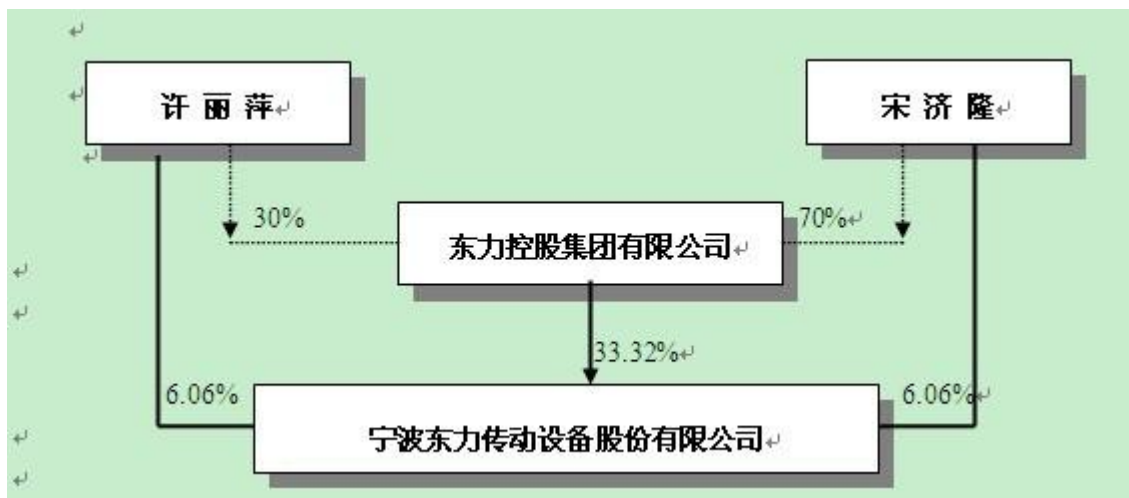 许 丽 萍
宋 济 隆
30%
70%
东力控股集团有限公司
33.32%
6.06%
6.06%
宁波东力传动设备股份有限公司